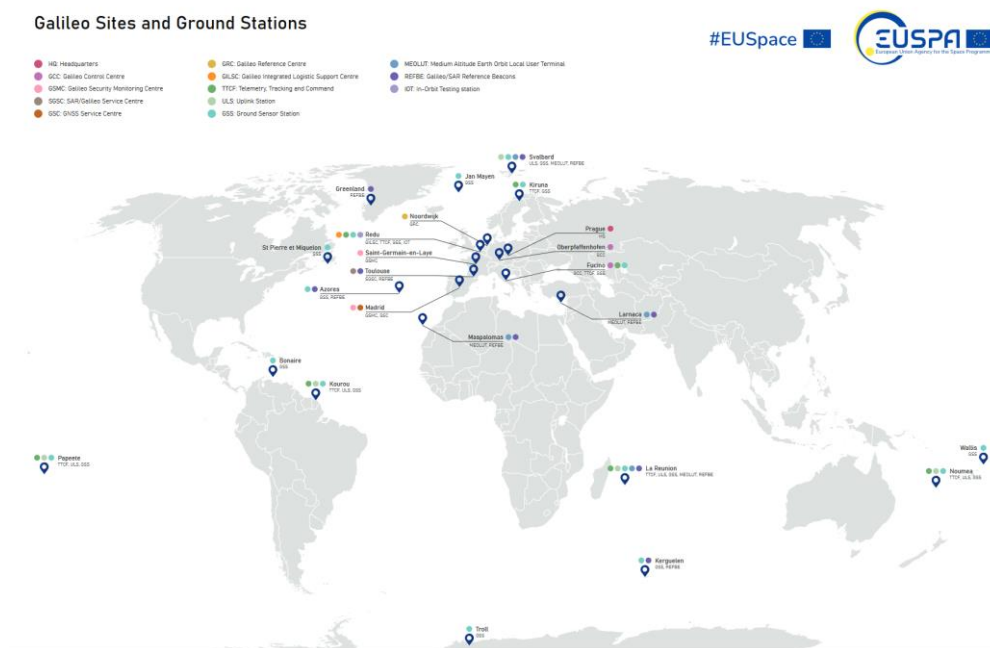 Galileo Sites and Ground Stations
#EUSpace
EUSPA
European Union Agency for the Space Programme
HQ: Headquarters
GCC: Galileo Control Centre
GSMC: Galileo Security Monitoring Centre
SGSC: SAR/Galileo Service Centre
GSC: GNSS Service Centre
GRC: Galileo Reference Centre
GILSC: Galileo Integrated Logistic Support Centre
TTCF: Telemetry, Tracking and Command
ULS: Uplink Station
GSS: Ground Sensor Station
MEOLUT: Medium Altitude Earth Orbit Local User Terminal
REFBE: Galileo/SAR Reference Beacons
IOT: In-Orbit Testing station
Svalbard
ULS, GSS, MEOLUT, REFBE
Jan Mayen
GSS
Kiruna
TTCF, GSS
Greenland
REFBE
Noordwijk
GRC
Prague
HQ
Redu
GILSC, TTCF, GSS, IOT
Oberpfaffenhofen
GCC
St Pierre et Miquelon
GSS
Saint-Germain-en-Laye
GSMC
Fucino
GCC, TTCF, GSS
Toulouse
SGSC, REFBE
Azores
GSS, REFBE
Madrid
GSMC, GSC
Larnaca
MEOLUT, REFBE
Maspalomas
MEOLUT, REFBE
Bonaire
GSS
Kourou
TTCF, ULS, GSS
Wallis
GSS
Papeete
TTCF, ULS, GSS
La Reunion
TTCF, ULS, GSS, MEOLUT, REFBE
Noumea
TTCF, ULS, GSS
Kerguelen
GSS, REFBE
Troll
GSS